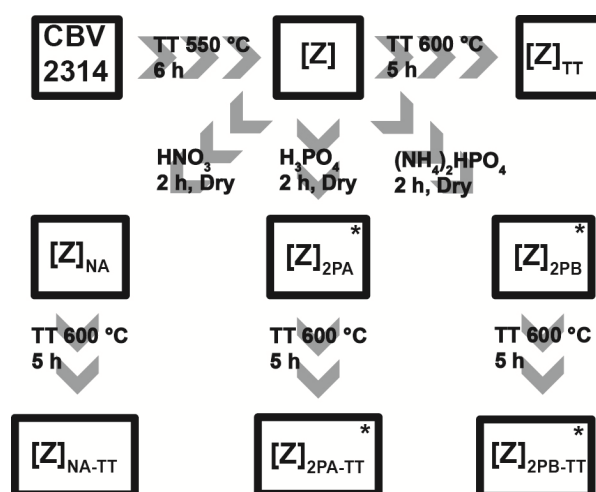 CBV
2314
TT 550 °C
6 h
[Z]
TT 600 °C
5 h
[Z]TT
HNO3
2 h, Dry
H3PO4
2 h, Dry
(NH4)2HPO4
2 h, Dry
[Z]NA
[Z]2PA*
[Z]2PB*
TT 600 °C
5 h
TT 600 °C
5 h
TT 600 °C
5 h
[Z]NA-TT
[Z]2PA-TT*
[Z]2PB-TT*